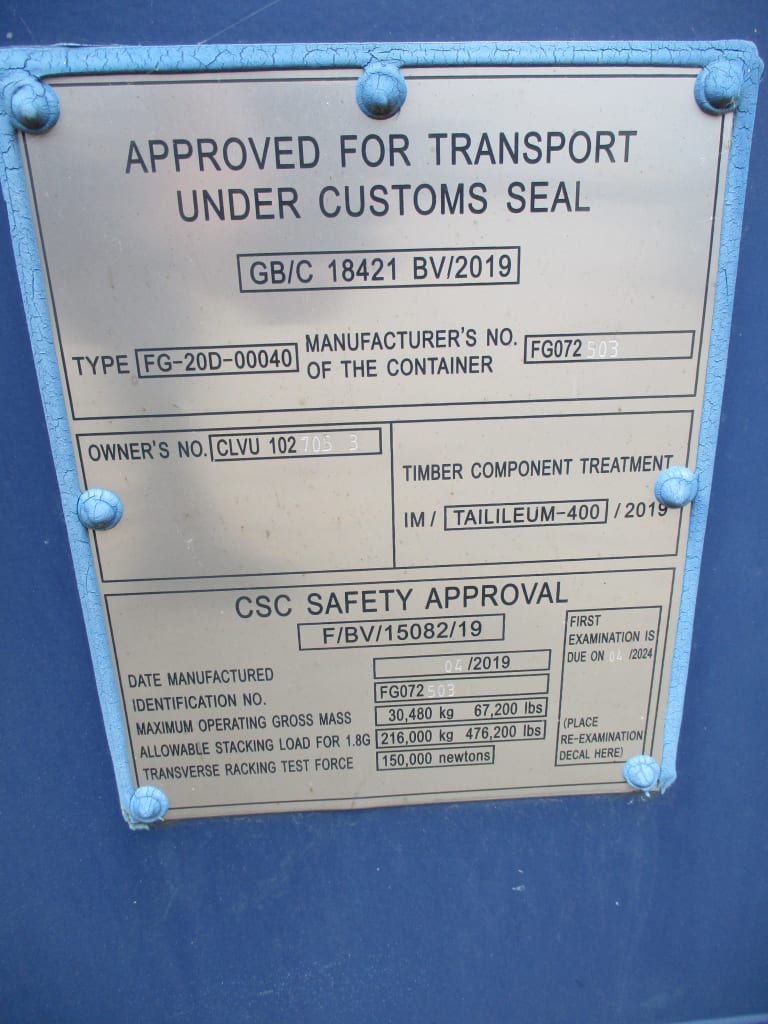 APPROVED FOR TRANSPORT
UNDER CUSTOMS SEAL
GB/C 18421 BV/2019
TYPE FG-20D-00040 MANUFACTURER'S NO. OF THE CONTAINER FG072503
OWNER'S NO. CLVU 102705 3
TIMBER COMPONENT TREATMENT
IM / TAILILEUM-400 / 2019
CSC SAFETY APPROVAL
F/BV/15082/19
DATE MANUFACTURED 04/2019
IDENTIFICATION NO. FG072503
MAXIMUM OPERATING GROSS MASS 30,480 kg 67,200 lbs
ALLOWABLE STACKING LOAD FOR 1.8G 216,000 kg 476,200 lbs
TRANSVERSE RACKING TEST FORCE 150,000 newtons
FIRST
EXAMINATION IS
DUE ON 04 /2024
(PLACE
RE-EXAMINATION
DECAL HERE)